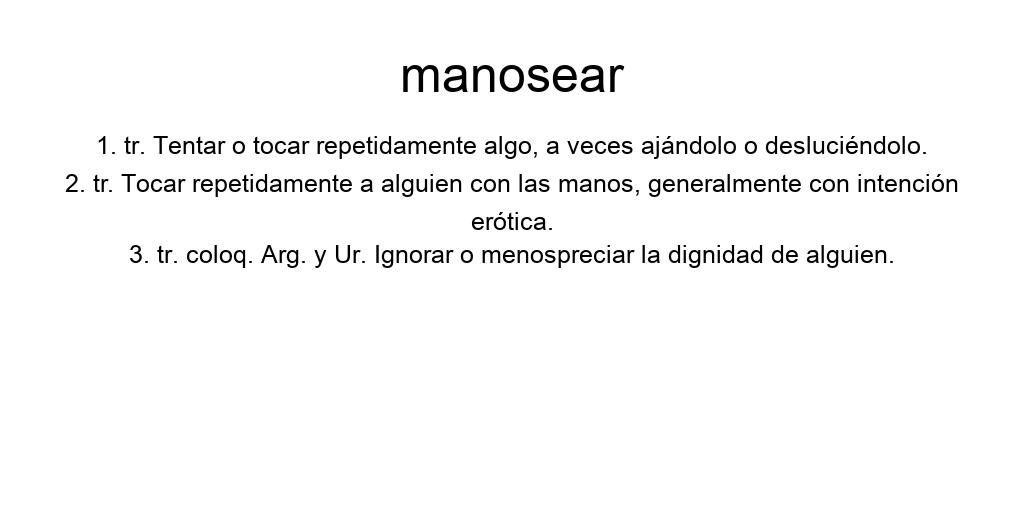 manosear
1. tr. Tentar o tocar repetidamente algo, a veces ajándolo o desluciéndolo.
2. tr. Tocar repetidamente a alguien con las manos, generalmente con intención
erótica.
3. tr. coloq. Arg. y Ur. Ignorar o menospreciar la dignidad de alguien.